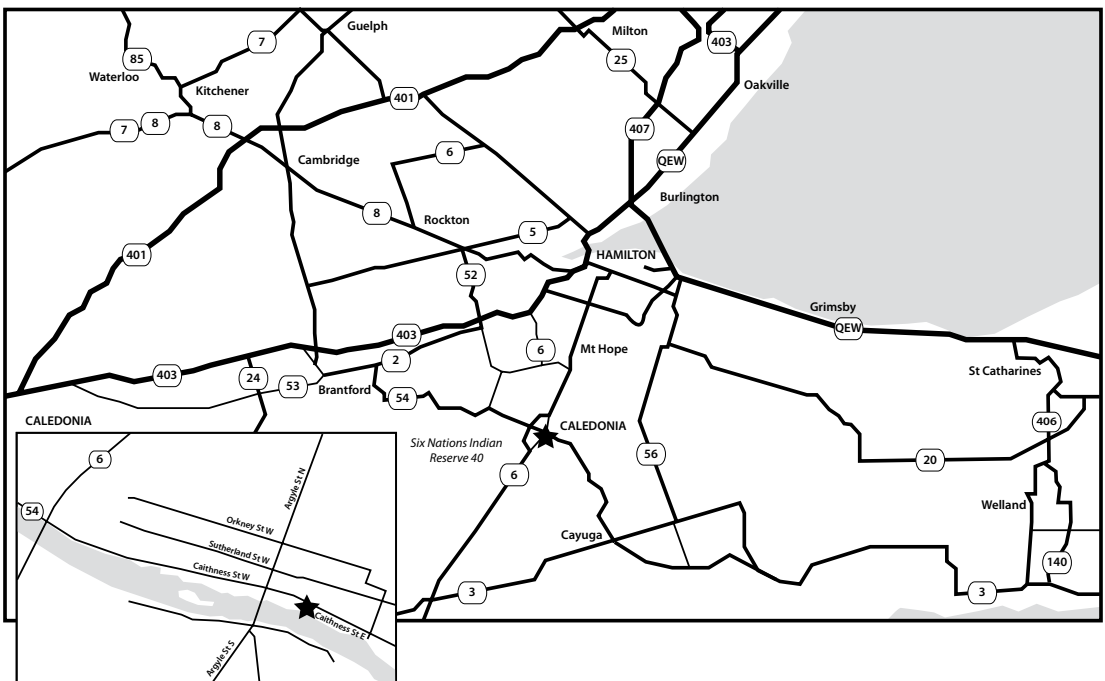 Guelph
Milton
403
7
85
25
Waterloo
Kitchener
Oakville
401
8
7
8
407
6
QEW
Cambridge
Burlington
8
Rockton
5
401
HAMILTON
52
Grimsby
QEW
403
6
Mt Hope
2
403
24
53
Brantford
54
St Catharines
CALEDONIA
CALEDONIA
406
Six Nations Indian
Reserve 40
56
20
6
6
Argyle St N
Welland
54
Orkney St W
Cayuga
Sutherland St W
Caithness St W
140
3
3
Caithness St E
Argyle St S